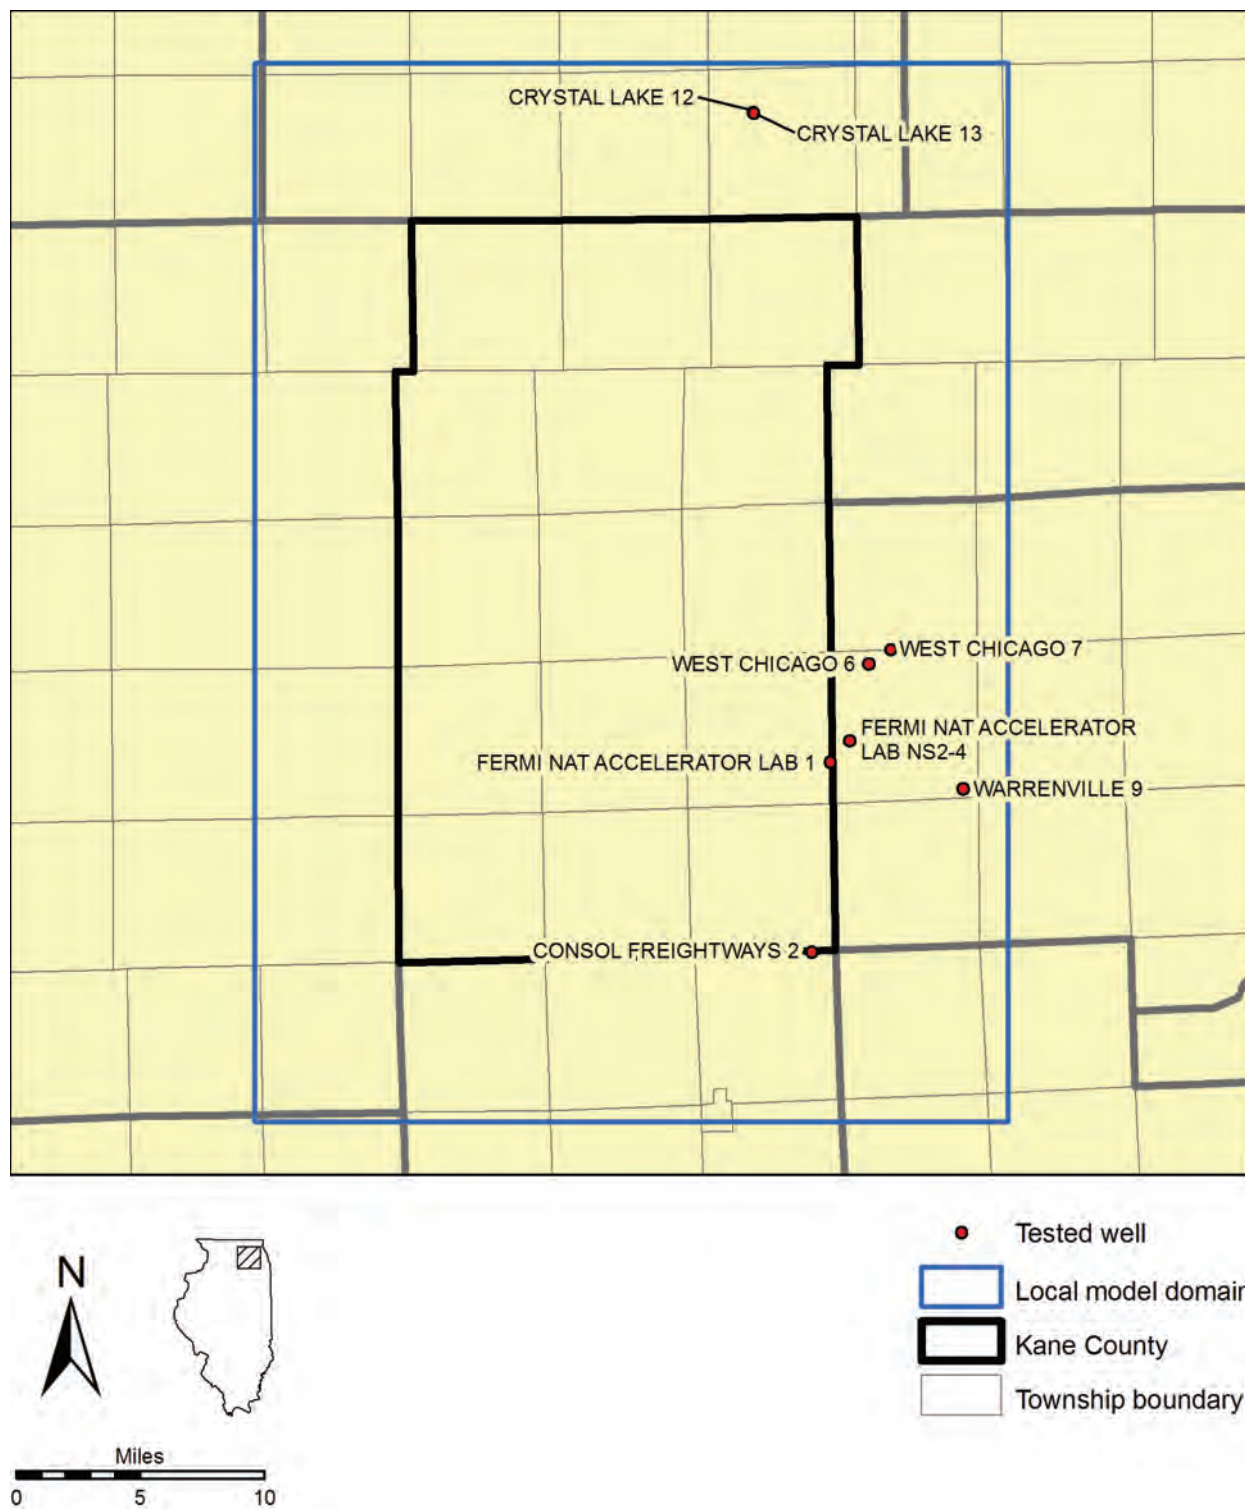 CRYSTAL LAKE 12
CRYSTAL LAKE 13
WEST CHICAGO 7
WEST CHICAGO 6
FERMI NAT ACCELERATOR
LAB NS2-4
FERMI NAT ACCELERATOR LAB 1
WARRENVILLE 9
CONSOL FREIGHTWAYS 2
N
Miles
0 5 10
Tested well
Local model domain
Kane County
Township boundary